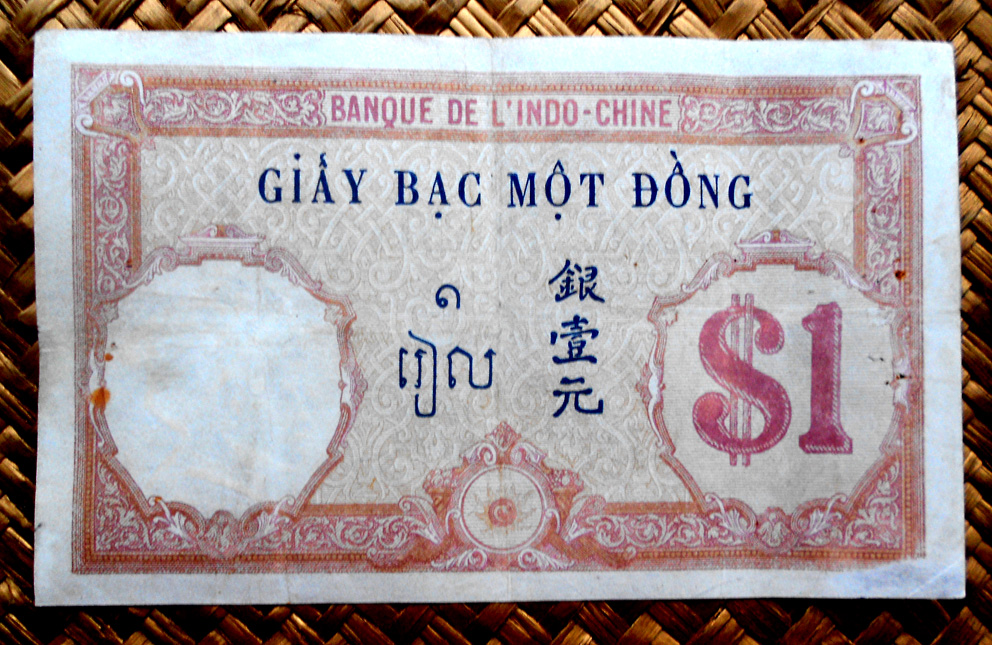 BANQUE DE L'INDO-CHINE
GIẤY BẠC MỘT ĐỒNG
១
រៀល
銀壹元
$1